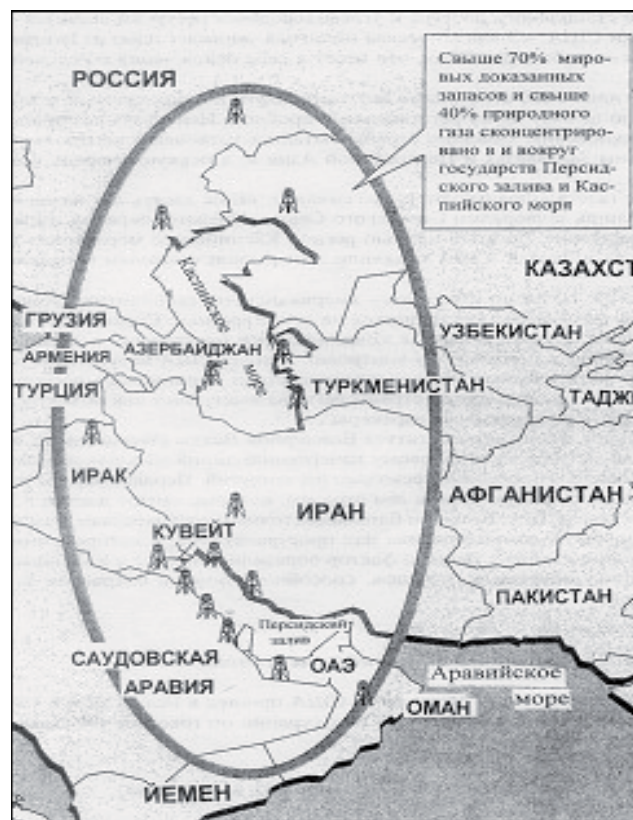 РОССИЯ
Свыше 70% миро-
вых доказанных
запасов и свыше
40% природного
газа сконцентриро-
вано в и вокруг
государств Персид-
ского залива и Кас-
пийского моря
КАЗАХСТ
Каспийское
море
ГРУЗИЯ
АРМЕНИЯ
АЗЕРБАЙДЖАН
УЗБЕКИСТАН
ТУРЦИЯ
ТУРКМЕНИСТАН
ТАДЖИ
ИРАК
ИРАН
АФГАНИСТАН
КУВЕЙТ
ПАКИСТАН
Персидский
залив
САУДОВСКАЯ
АРАВИЯ
ОАЭ
Аравийское
море
ОМАН
ЙЕМЕН